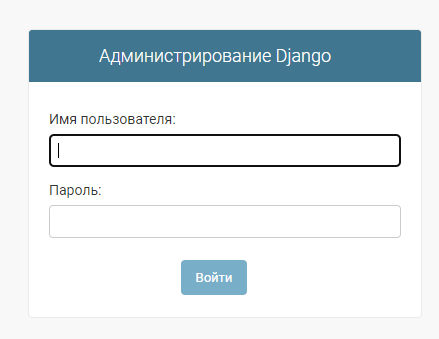 Администрирование Django
Имя пользователя:
Пароль:
Войти